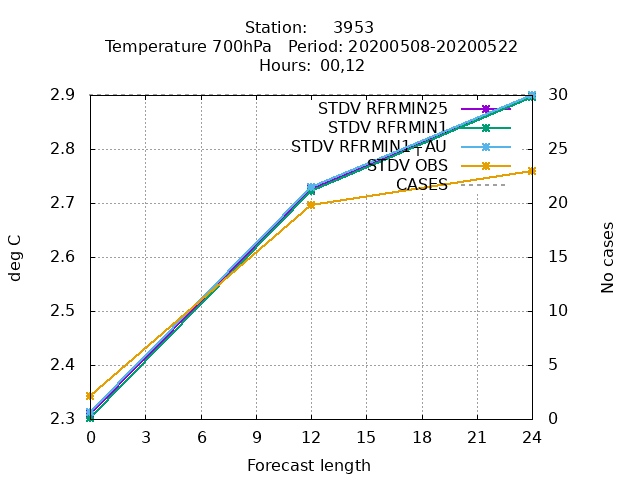 Station: 3953
Temperature 700hPa Period: 20200508-20200522
Hours: 00,12
STDV RFRMIN25
STDV RFRMIN1
STDV RFRMIN1+AU
STDV OBS
CASES
2.9
2.8
2.7
2.6
2.5
2.4
2.3
deg C
30
25
20
15
10
5
0
No cases
0 3 6 9 12 15 18 21 24
Forecast length